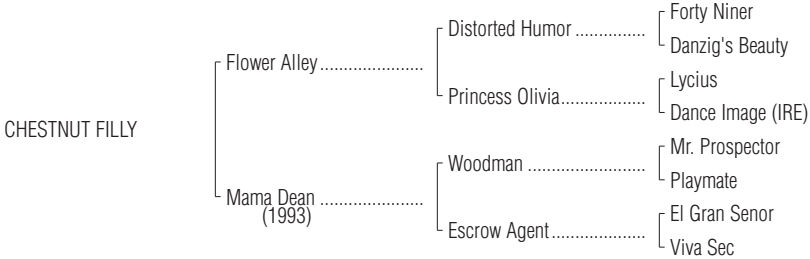 Forty Niner
Distorted Humor ...............
Danzig's Beauty
Flower Alley ......................
Lycius
Princess Olivia..................
Dance Image (IRE)
CHESTNUT FILLY
Mr. Prospector
Woodman .........................
Playmate
Mama Dean ......................
(1993)
El Gran Senor
Escrow Agent....................
Viva Sec